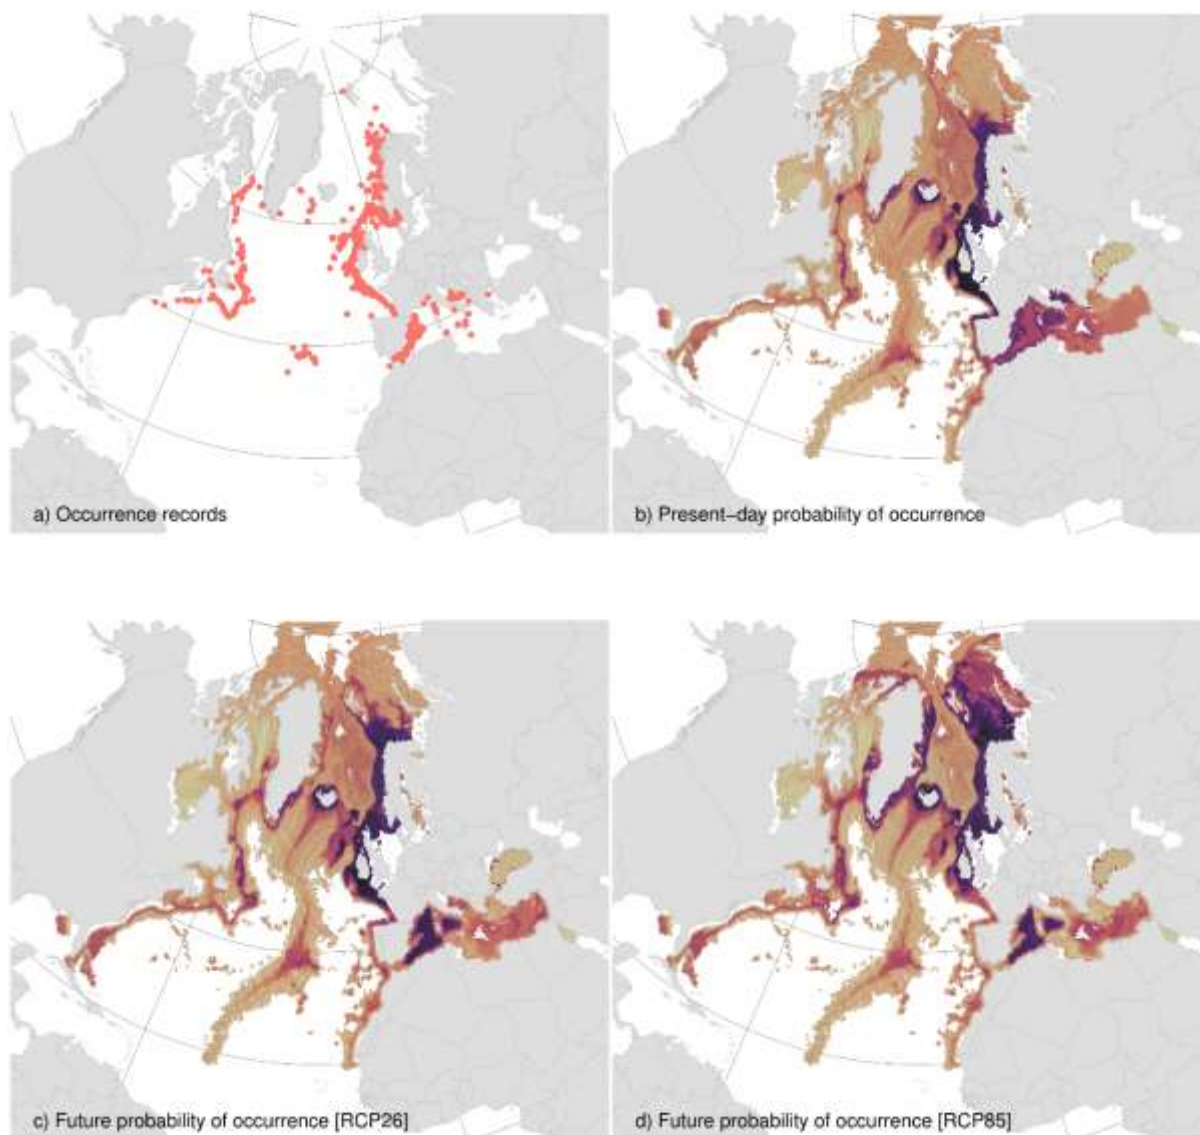 a) Occurrence records
b) Present−day probability of occurrence
c) Future probability of occurrence [RCP26]
d) Future probability of occurrence [RCP85]